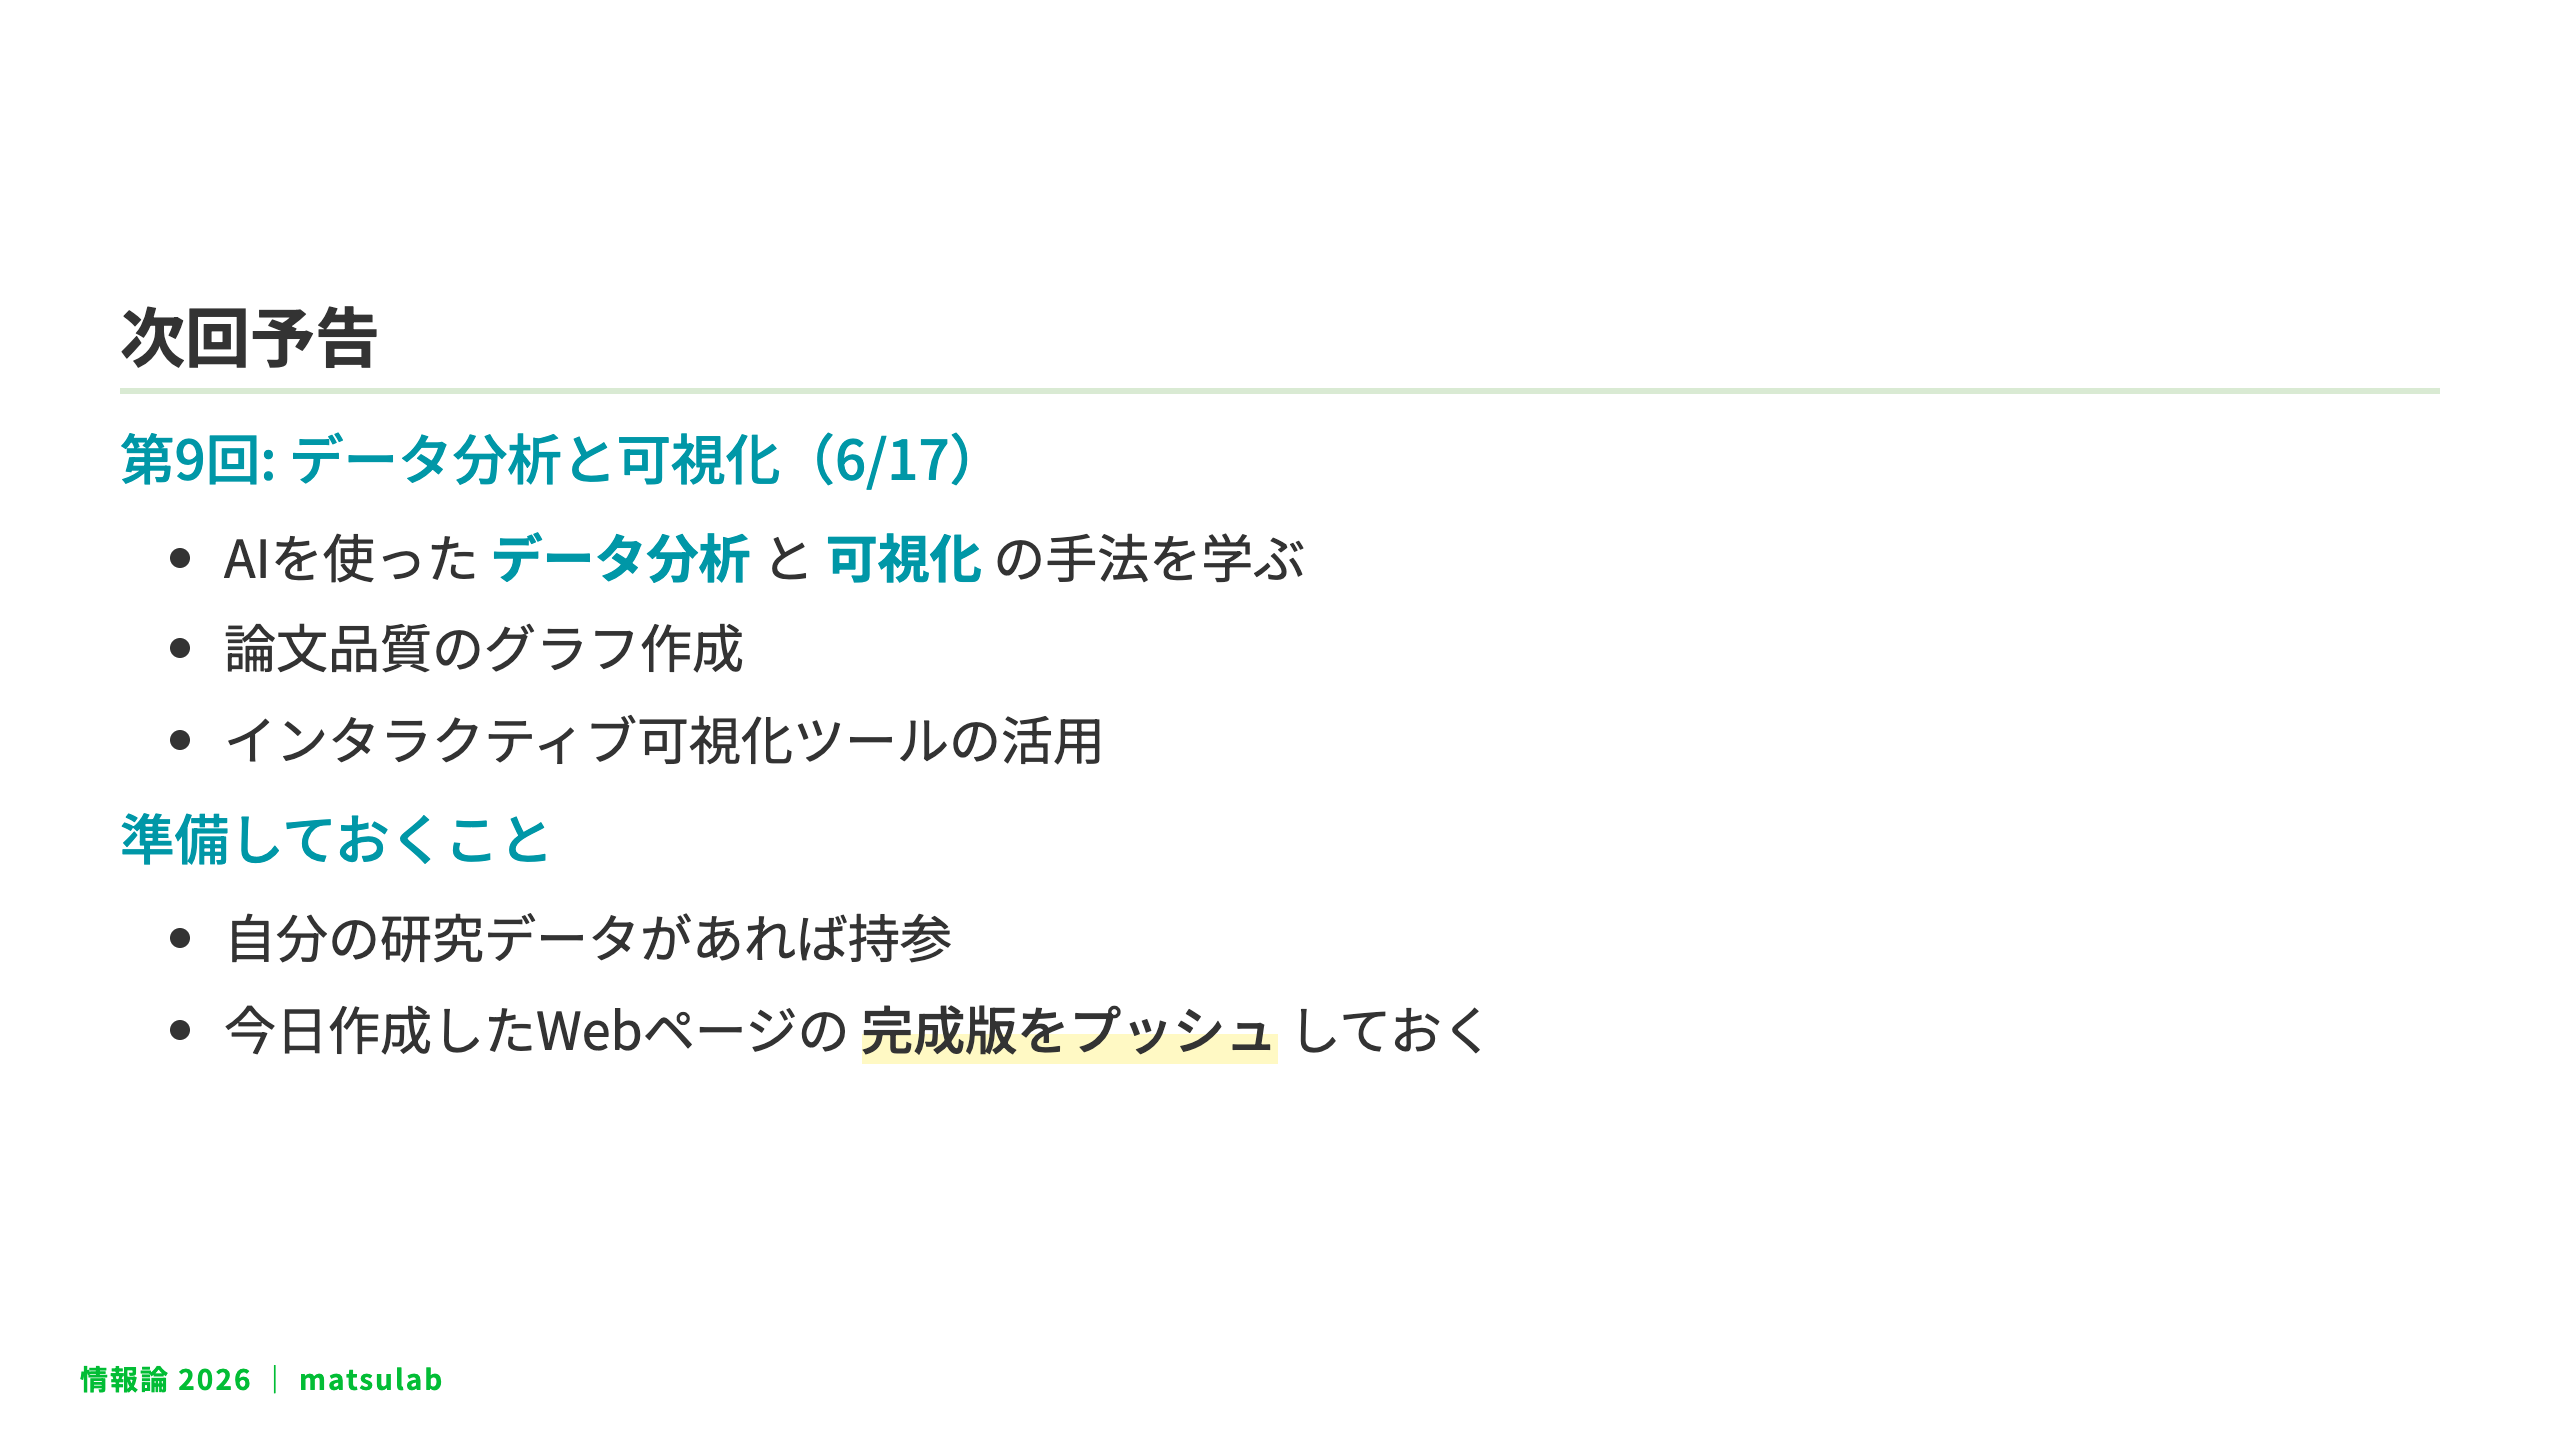 次回予告
第9回: データ分析と可視化（6/17）
• AIを使った データ分析 と 可視化 の手法を学ぶ
• 論文品質のグラフ作成
• インタラクティブ可視化ツールの活用
準備しておくこと
• 自分の研究データがあれば持参
• 今日作成したWebページの 完成版をプッシュ しておく
情報論 2026 ｜ matsulab